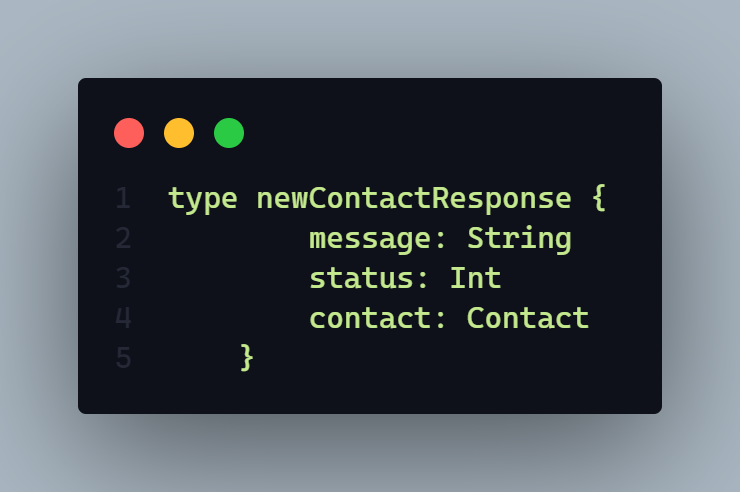 1 type newContactResponse {
2 message: String
3 status: Int
4 contact: Contact
5 }